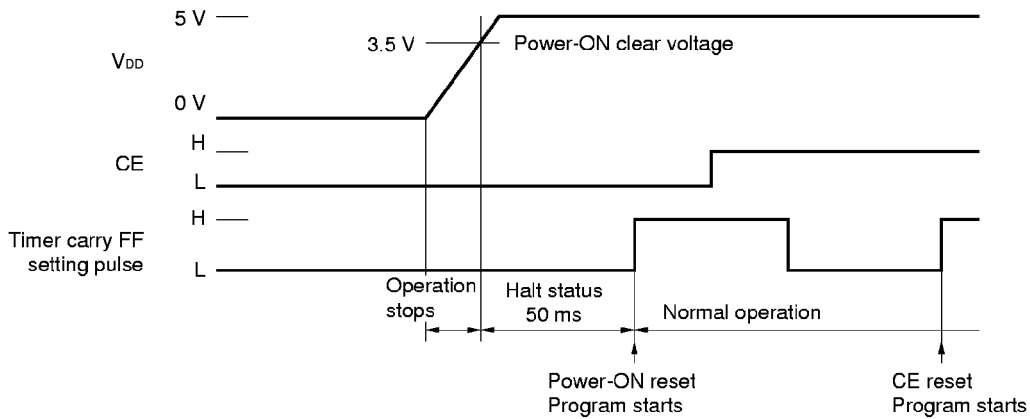 5 V
3.5 V
Power-ON clear voltage
VDD
0 V
H
CE
L
H
Timer carry FF
setting pulse
L
Operation
stops
Halt status
50 ms
Normal operation
Power-ON reset
Program starts
CE reset
Program starts